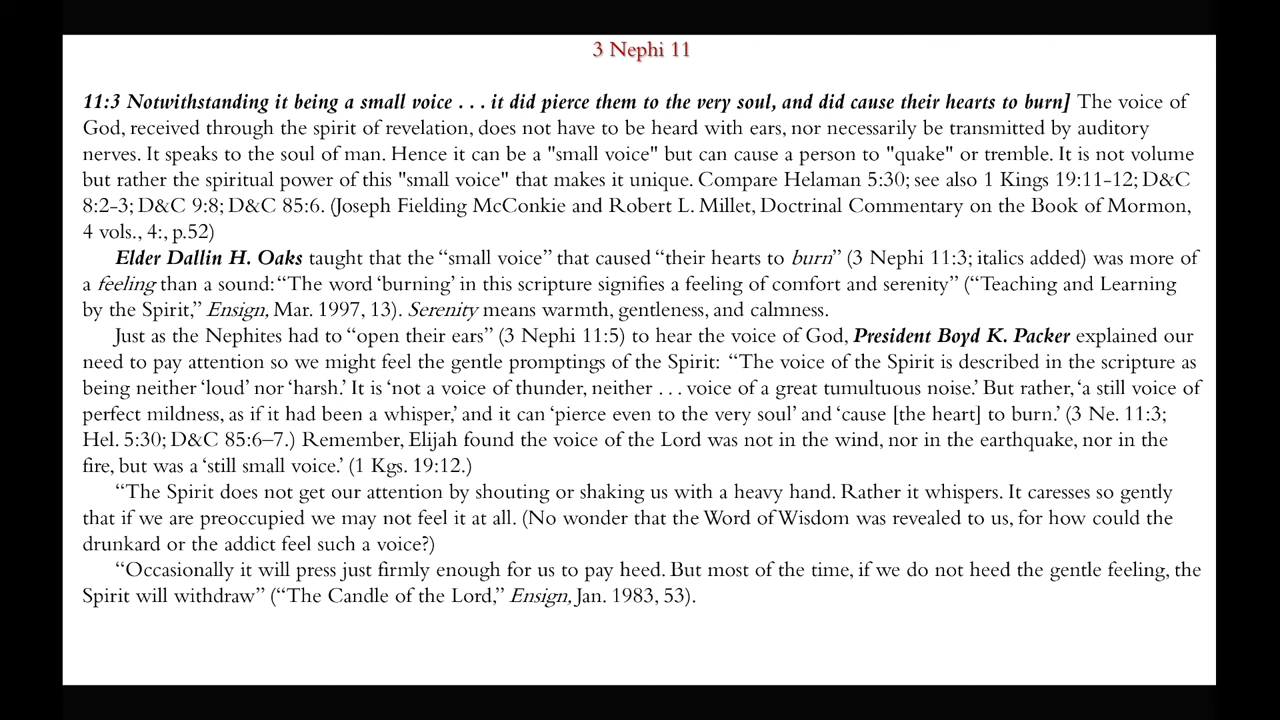 3 Nephi 11
11:3 Notwithstanding it being a small voice . . . it did pierce them to the very soul, and did cause their hearts to burn] The voice of
God, received through the spirit of revelation, does not have to be heard with ears, nor necessarily be transmitted by auditory
nerves. It speaks to the soul of man. Hence it can be a "small voice" but can cause a person to "quake" or tremble. It is not volume
but rather the spiritual power of this "small voice" that makes it unique. Compare Helaman 5:30; see also 1 Kings 19:11-12; D&C
8:2-3; D&C 9:8; D&C 85:6. (Joseph Fielding McConkie and Robert L. Millet, Doctrinal Commentary on the Book of Mormon,
4 vols., 4:, p.52)
Elder Dallin H. Oaks taught that the “small voice” that caused “their hearts to burn” (3 Nephi 11:3; italics added) was more of
a feeling than a sound: “The word ‘burning’ in this scripture signifies a feeling of comfort and serenity” (“Teaching and Learning
by the Spirit,” Ensign, Mar. 1997, 13). Serenity means warmth, gentleness, and calmness.
Just as the Nephites had to “open their ears” (3 Nephi 11:5) to hear the voice of God, President Boyd K. Packer explained our
need to pay attention so we might feel the gentle promptings of the Spirit: “The voice of the Spirit is described in the scripture as
being neither ‘loud’ nor ‘harsh.’ It is ‘not a voice of thunder, neither . . . voice of a great tumultuous noise.’ But rather, ‘a still voice of
perfect mildness, as if it had been a whisper,’ and it can ‘pierce even to the very soul’ and ‘cause [the heart] to burn.’ (3 Ne. 11:3;
Hel. 5:30; D&C 85:6–7.) Remember, Elijah found the voice of the Lord was not in the wind, nor in the earthquake, nor in the
fire, but was a ‘still small voice.’ (1 Kgs. 19:12.)
“The Spirit does not get our attention by shouting or shaking us with a heavy hand. Rather it whispers. It caresses so gently
that if we are preoccupied we may not feel it at all. (No wonder that the Word of Wisdom was revealed to us, for how could the
drunkard or the addict feel such a voice?)
“Occasionally it will press just firmly enough for us to pay heed. But most of the time, if we do not heed the gentle feeling, the
Spirit will withdraw” (“The Candle of the Lord,” Ensign, Jan. 1983, 53).